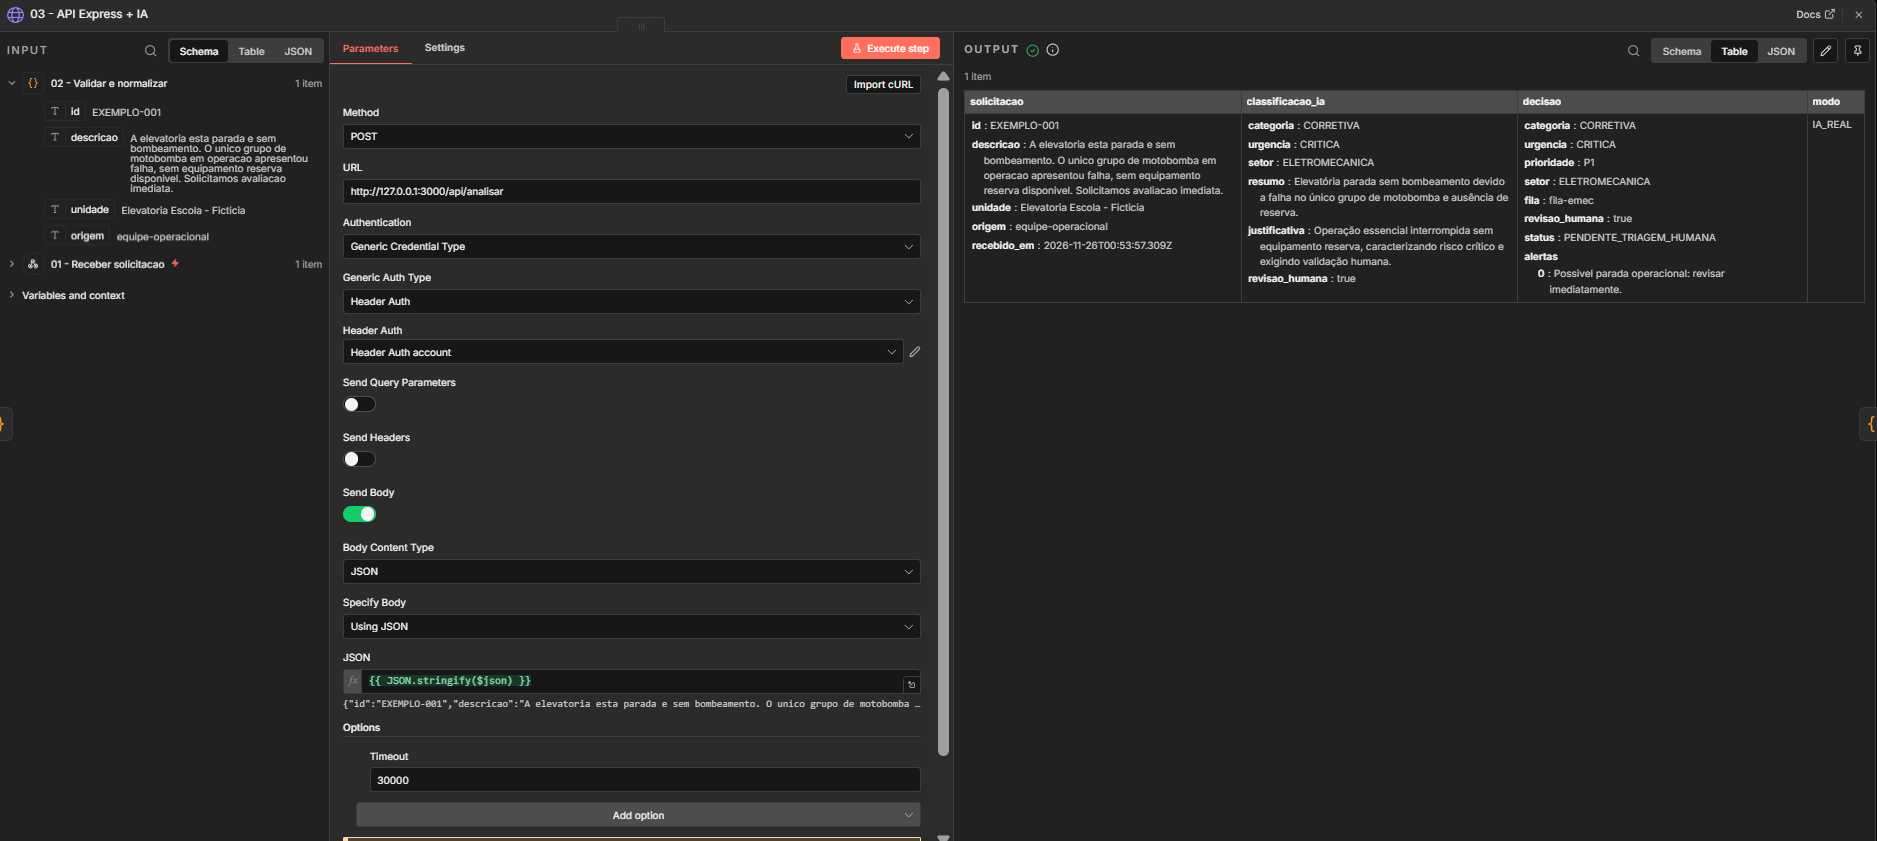 03 - API Express + IA
Docs
INPUT
Schema
Table
JSON
02 - Validar e normalizar
1 item
T id EXEMPLO-001
T descricao A elevatoria esta parada e sem
bombeamento. O unico grupo de
motobomba em operacao apresentou
falha, sem equipamento reserva
disponivel. Solicitamos avaliacao
imediata.
T unidade Elevatoria Escola - Ficticia
T origem equipe-operacional
01 - Receber solicitacao
1 item
Variables and context
Parameters
Settings
Execute step
Import cURL
Method
POST
URL
http://127.0.0.1:3000/api/analisar
Authentication
Generic Credential Type
Generic Auth Type
Header Auth
Header Auth
Header Auth account
Send Query Parameters
Send Headers
Send Body
Body Content Type
JSON
Specify Body
Using JSON
JSON
fx {{ JSON.stringify($json) }}
{"id":"EXEMPLO-001","descricao":"A elevatoria esta parada e sem bombeamento. O unico grupo de motobomba …
Options
Timeout
30000
Add option
OUTPUT
Schema
Table
JSON
1 item
solicitacao
id : EXEMPLO-001
descricao : A elevatoria esta parada e sem
bombeamento. O unico grupo de motobomba em
operacao apresentou falha, sem equipamento
reserva disponivel. Solicitamos avaliacao imediata.
unidade : Elevatoria Escola - Ficticia
origem : equipe-operacional
recebido_em : 2026-11-26T00:53:57.309Z
classificacao_ia
categoria : CORRETIVA
urgencia : CRITICA
setor : ELETROMECANICA
resumo : Elevatória parada sem bombeamento devido
a falha no único grupo de motobomba e ausência de
reserva.
justificativa : Operação essencial interrompida sem
equipamento reserva, caracterizando risco crítico e
exigindo validação humana.
revisao_humana : true
decisao
categoria : CORRETIVA
urgencia : CRITICA
prioridade : P1
setor : ELETROMECANICA
fila : fila-emec
revisao_humana : true
status : PENDENTE_TRIAGEM_HUMANA
alertas
0 : Possivel parada operacional: revisar
imediatamente.
modo
IA_REAL